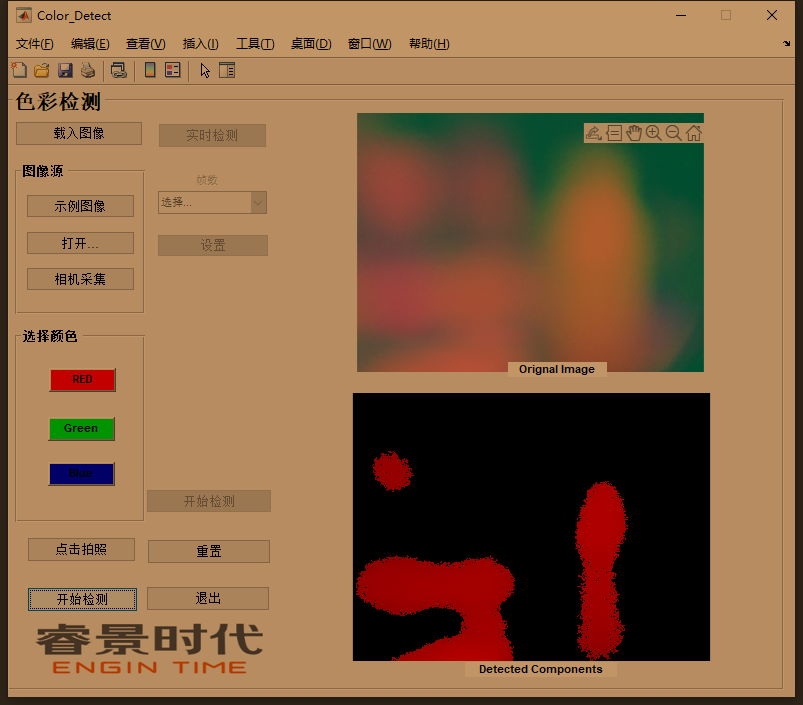 Color_Detect
文件(F) 编辑(E) 查看(V) 插入(I) 工具(T) 桌面(D) 窗口(W) 帮助(H)
色彩检测
载入图像
实时检测
图像源
示例图像
打开...
相机采集
帧数
选择...
设置
Orignal Image
选择颜色
RED
Green
Blue
开始检测
点击拍照
重置
开始检测
退出
睿景时代
ENGIN TIME
Detected Components